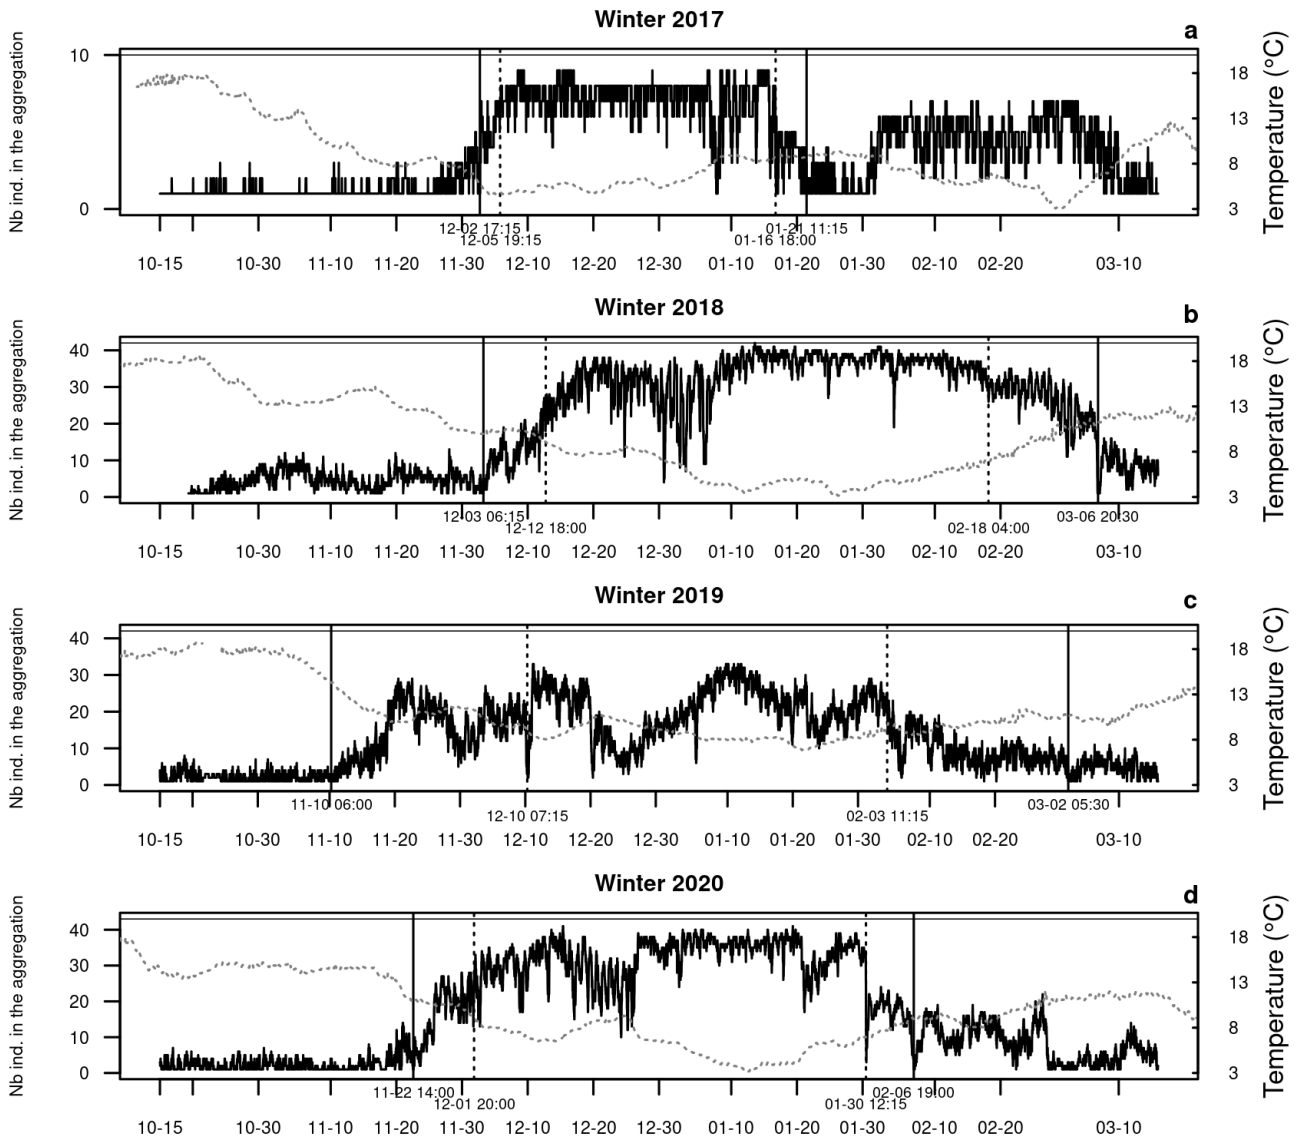 Winter 2017
a
Nb ind. in the aggregation
10
0
18
13
8
3
Temperature (°C)
12-02 17:15
01-21 11:15
12-05 19:15
01-16 18:00
10-15 10-30 11-10 11-20 11-30 12-10 12-20 12-30 01-10 01-20 01-30 02-10 02-20 03-10
Winter 2018
b
Nb ind. in the aggregation
40
30
20
10
0
18
13
8
3
Temperature (°C)
12-03 06:15
03-06 20:30
12-12 18:00
02-18 04:00
10-15 10-30 11-10 11-20 11-30 12-10 12-20 12-30 01-10 01-20 01-30 02-10 02-20 03-10
Winter 2019
c
Nb ind. in the aggregation
40
30
20
10
0
18
13
8
3
Temperature (°C)
11-10 06:00
03-02 05:30
12-10 07:15
02-03 11:15
10-15 10-30 11-10 11-20 11-30 12-10 12-20 12-30 01-10 01-20 01-30 02-10 02-20 03-10
Winter 2020
d
Nb ind. in the aggregation
40
30
20
10
0
18
13
8
3
Temperature (°C)
11-22 14:00
02-06 19:00
12-01 20:00
01-30 12:15
10-15 10-30 11-10 11-20 11-30 12-10 12-20 12-30 01-10 01-20 01-30 02-10 02-20 03-10